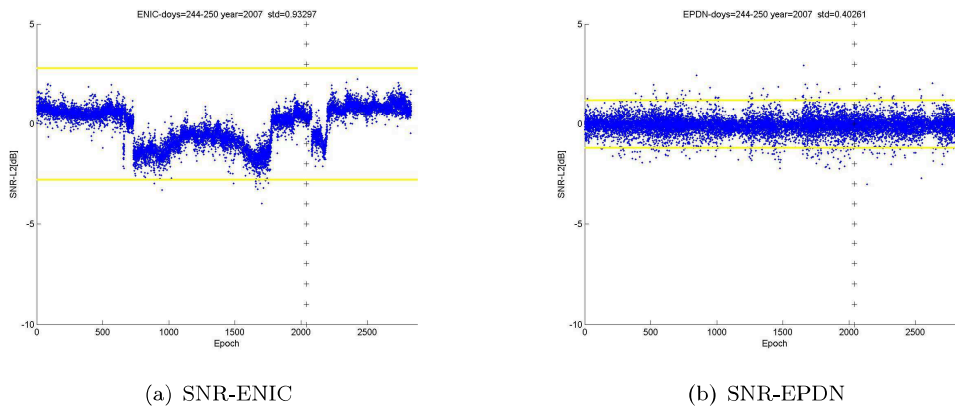 ENIC-doys=244-250 year=2007 std=0.93297
5
0
-5
-10
SNR-L2[dB]
0 500 1000 1500 2000 2500
Epoch
(a) SNR-ENIC
EPDN-doys=244-250 year=2007 std=0.40261
5
0
-5
-10
SNR-L2[dB]
0 500 1000 1500 2000 2500
Epoch
(b) SNR-EPDN